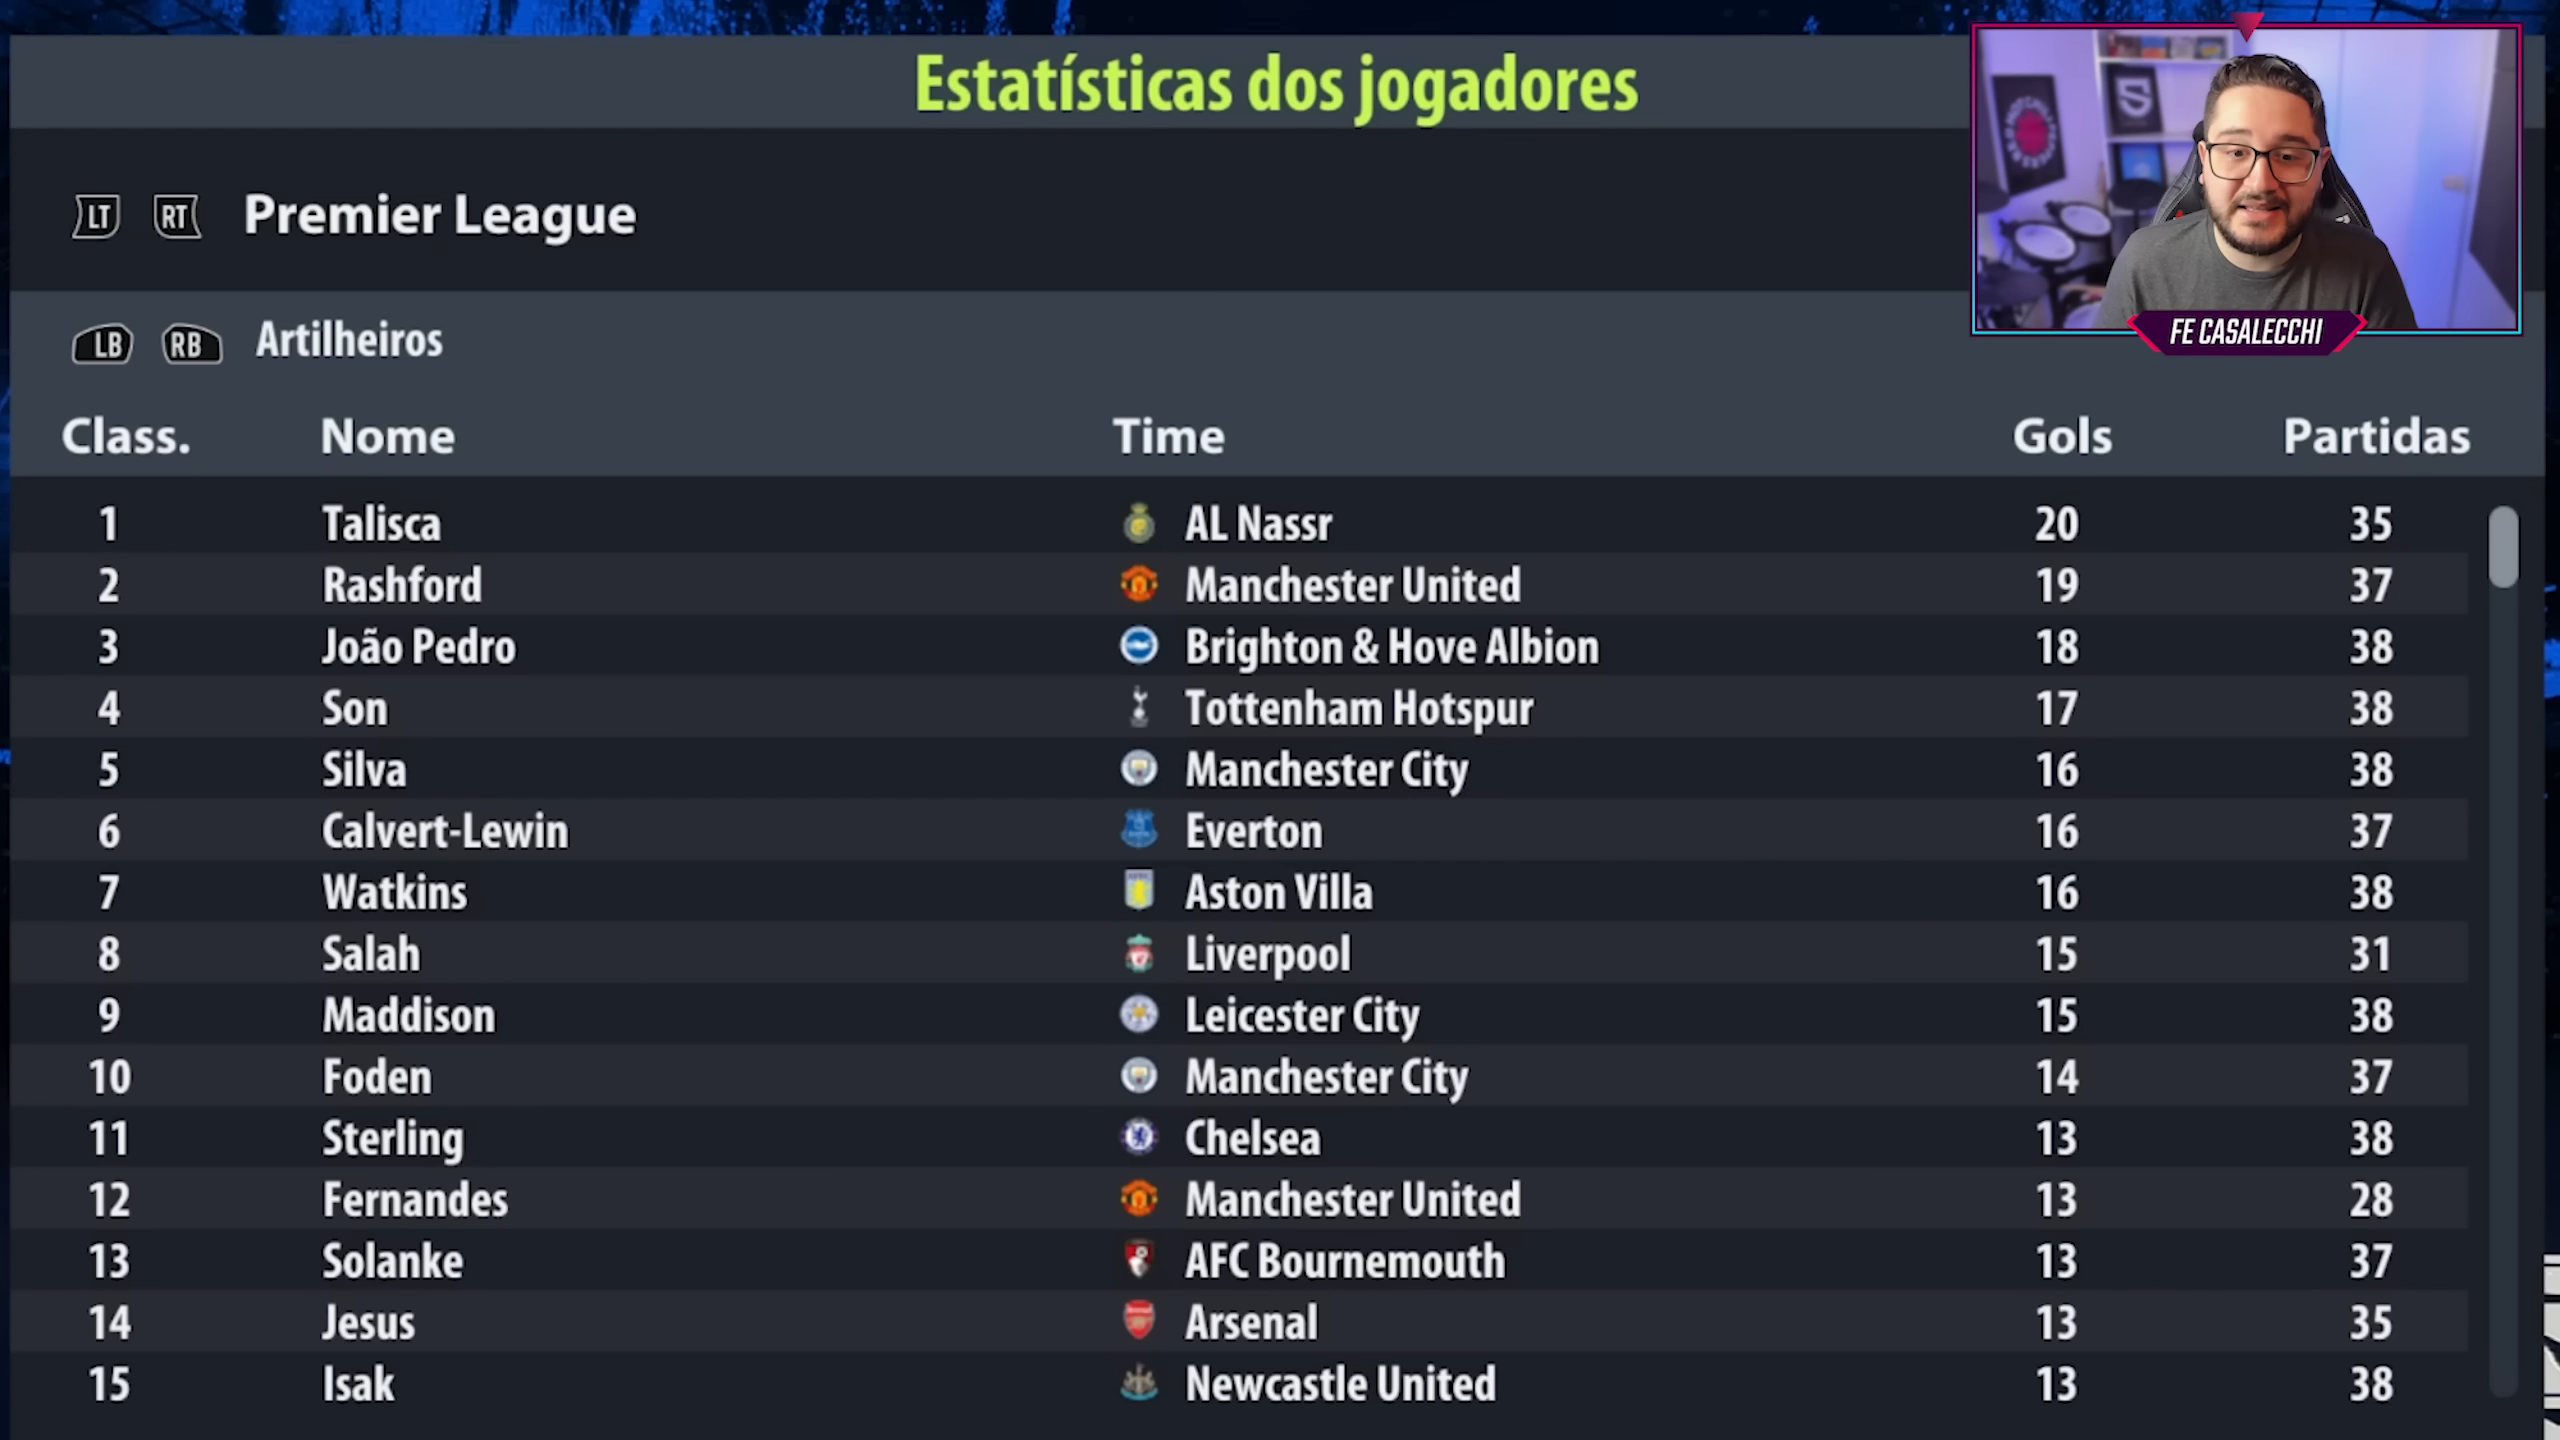 Estatísticas dos jogadores
FE CASALECCHI
LT RT Premier League
LB RB Artilheiros
Class. Nome Time Gols Partidas
1 Talisca AL Nassr 20 35
2 Rashford Manchester United 19 37
3 João Pedro Brighton & Hove Albion 18 38
4 Son Tottenham Hotspur 17 38
5 Silva Manchester City 16 38
6 Calvert-Lewin Everton 16 37
7 Watkins Aston Villa 16 38
8 Salah Liverpool 15 31
9 Maddison Leicester City 15 38
10 Foden Manchester City 14 37
11 Sterling Chelsea 13 38
12 Fernandes Manchester United 13 28
13 Solanke AFC Bournemouth 13 37
14 Jesus Arsenal 13 35
15 Isak Newcastle United 13 38